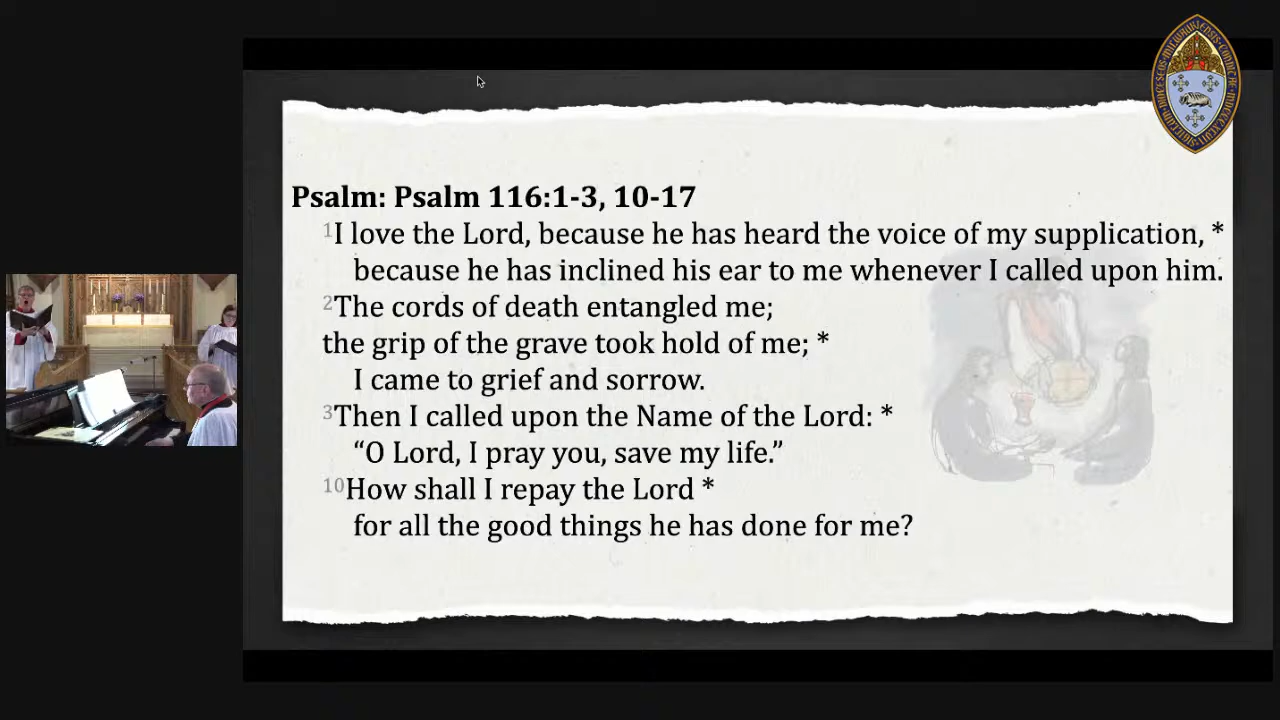 Psalm: Psalm 116:1-3, 10-17
1I love the Lord, because he has heard the voice of my supplication, *
because he has inclined his ear to me whenever I called upon him.
2The cords of death entangled me;
the grip of the grave took hold of me; *
I came to grief and sorrow.
3Then I called upon the Name of the Lord: *
“O Lord, I pray you, save my life.”
10How shall I repay the Lord *
for all the good things he has done for me?